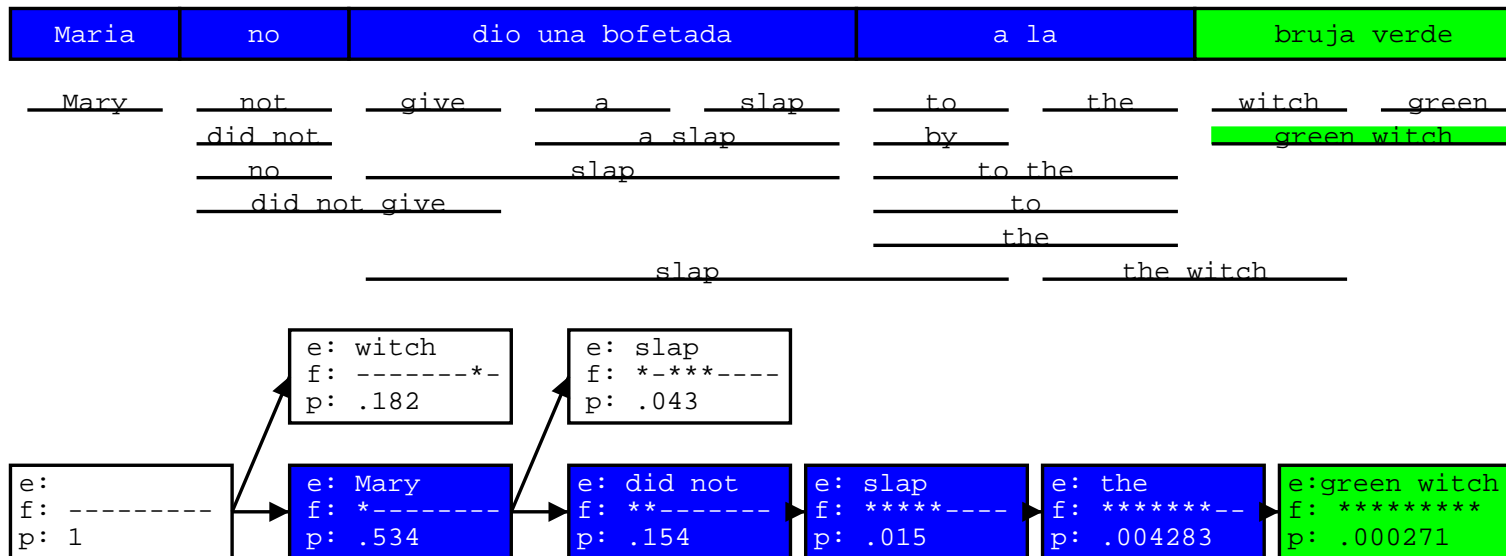 Maria no dio una bofetada a la bruja verde
Mary not give a slap to the witch green
did not a slap by green witch
no slap to the
did not give to
the
slap the witch
e: witch e: slap
f: -------*- f: *-***----
p: .182 p: .043
e: e: Mary e: did not e: slap e: the e:green witch
f: --------- f: *-------- f: **------- f: *****---- f: *******-- f: *********
p: 1 p: .534 p: .154 p: .015 p: .004283 p: .000271